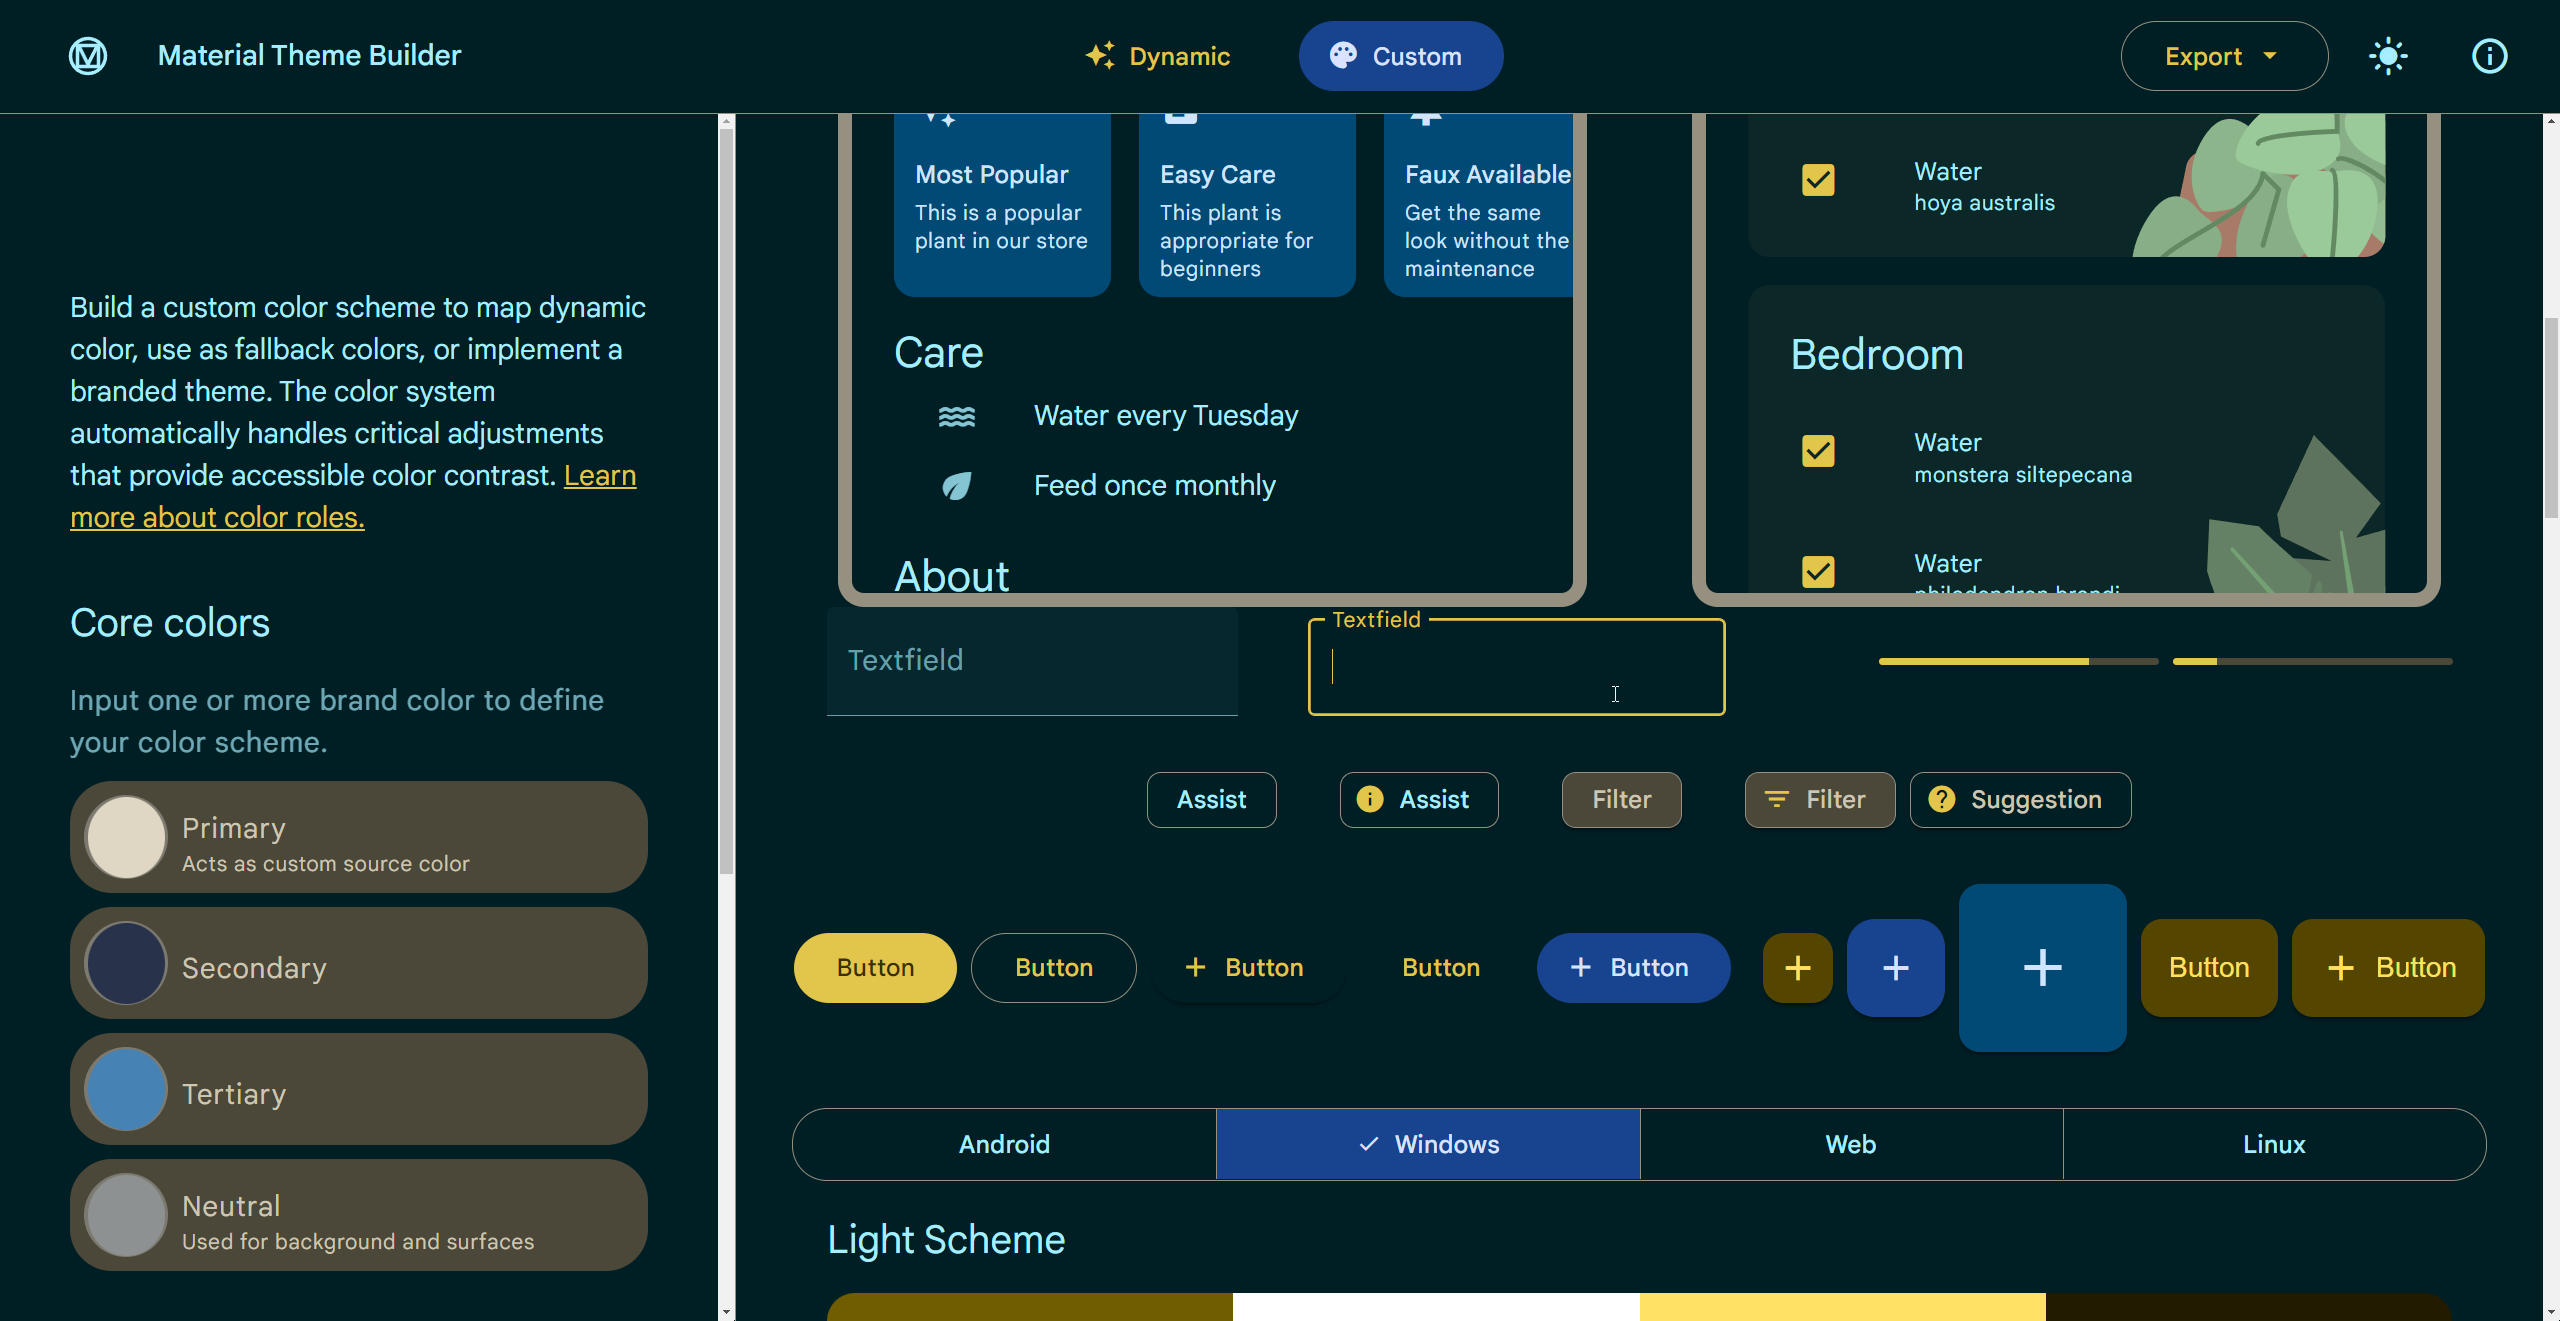 Material Theme Builder
Dynamic
Custom
Export
Build a custom color scheme to map dynamic
color, use as fallback colors, or implement a
branded theme. The color system
automatically handles critical adjustments
that provide accessible color contrast. Learn
more about color roles.
Core colors
Input one or more brand color to define
your color scheme.
Primary
Acts as custom source color
Secondary
Tertiary
Neutral
Used for background and surfaces
Most Popular
This is a popular
plant in our store
Easy Care
This plant is
appropriate for
beginners
Faux Available
Get the same
look without the
maintenance
Care
Water every Tuesday
Feed once monthly
About
Water
hoya australis
Bedroom
Water
monstera siltepecana
Water
philodendron brandi
Textfield
Textfield
Assist
Assist
Filter
Filter
Suggestion
Button
Button
Button
Button
Button
Button
Button
Android
Windows
Web
Linux
Light Scheme